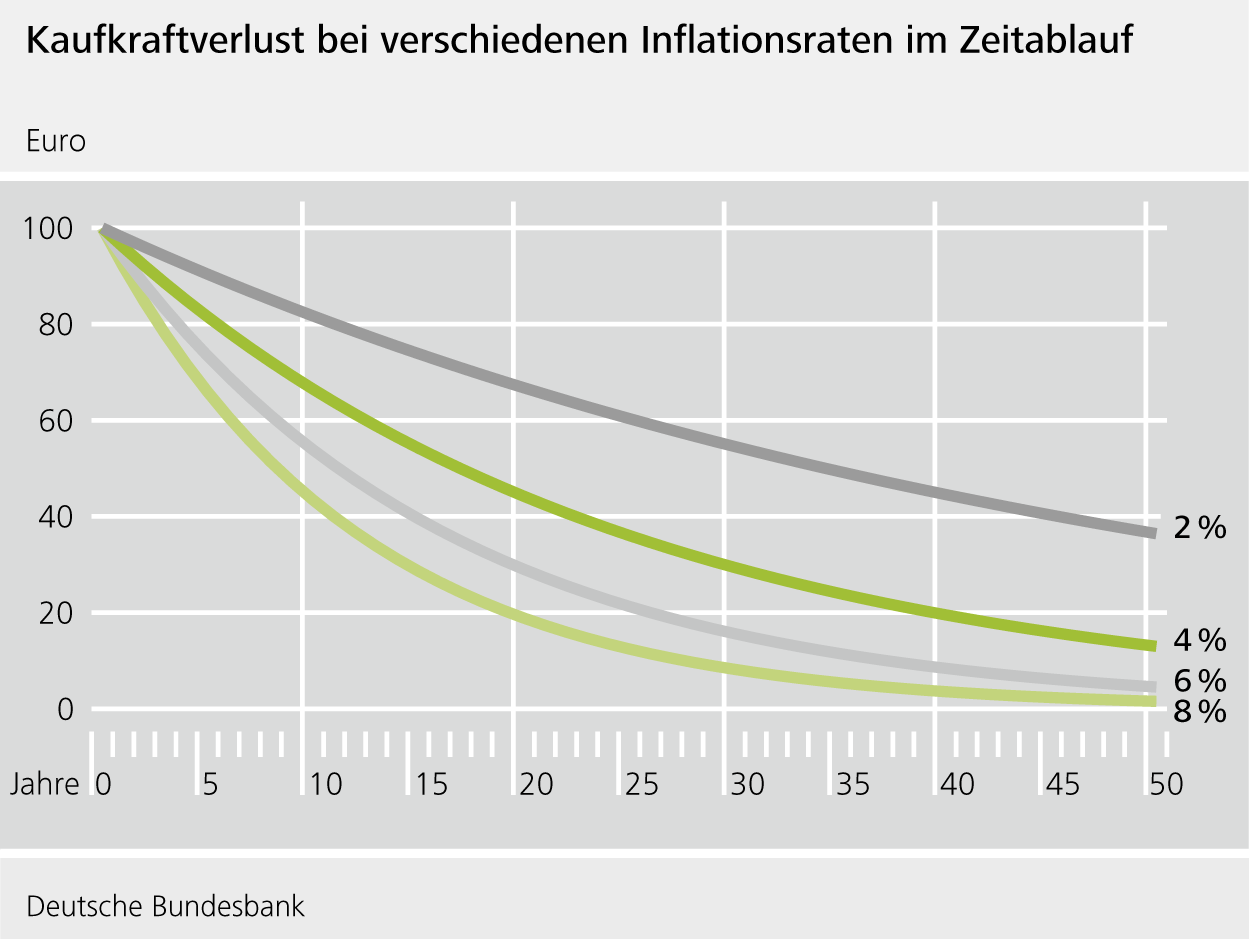 Kaufkraftverlust bei verschiedenen Inflationsraten im Zeitablauf
Euro
100
80
60
40
20
0
2 %
4 %
6 %
8 %
Jahre 0 5 10 15 20 25 30 35 40 45 50
Deutsche Bundesbank